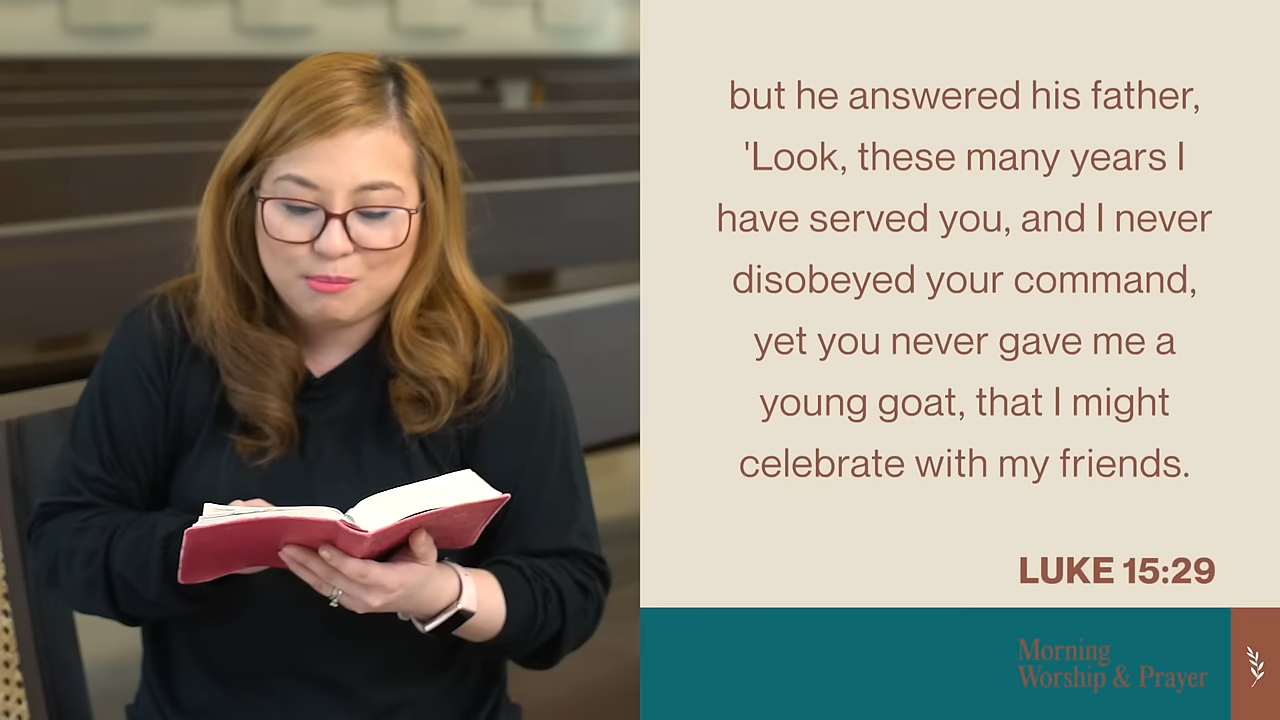 but he answered his father,
'Look, these many years I
have served you, and I never
disobeyed your command,
yet you never gave me a
young goat, that I might
celebrate with my friends.
LUKE 15:29
Morning
Worship & Prayer